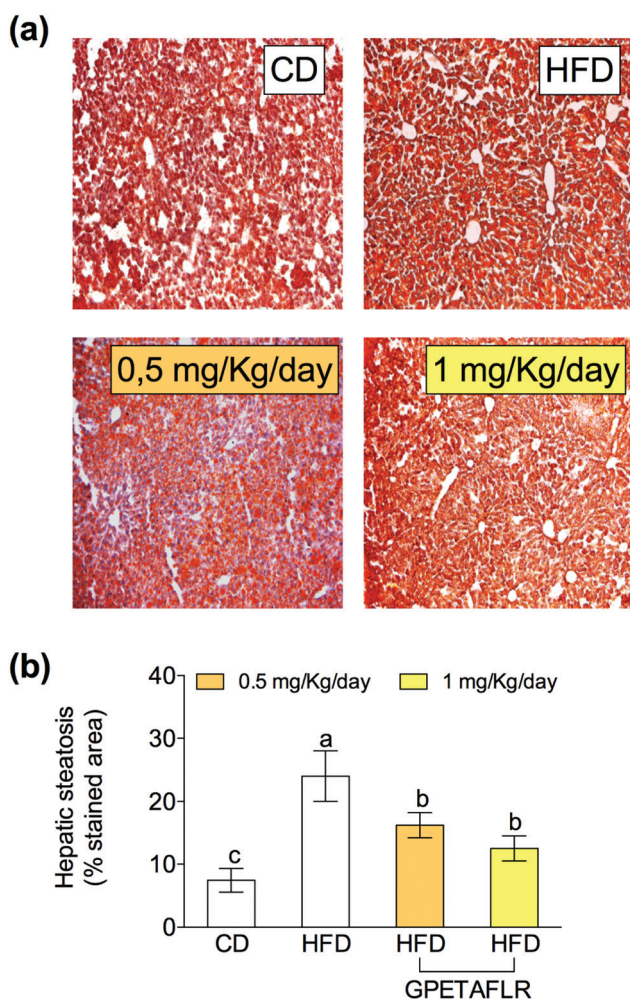 (a)
CD
HFD
0,5 mg/Kg/day
1 mg/Kg/day
(b)
0.5 mg/Kg/day
1 mg/Kg/day
Hepatic steatosis
(% stained area)
40
30
20
10
0
c
a
b
b
CD
HFD
HFD
HFD
GPETAFLR